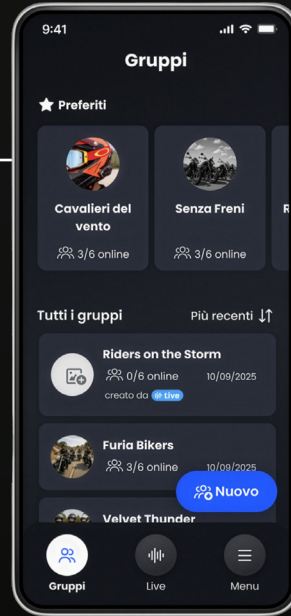 9:41
Gruppi
Preferiti
Cavalieri del
vento
3/6 online
Senza Freni
3/6 online
R
Tutti i gruppi
Più recenti
Riders on the Storm
0/6 online
10/09/2025
creato da Live
Furia Bikers
3/6 online
10/09/2025
Nuovo
Velvet Thunder
Gruppi
Live
Menu